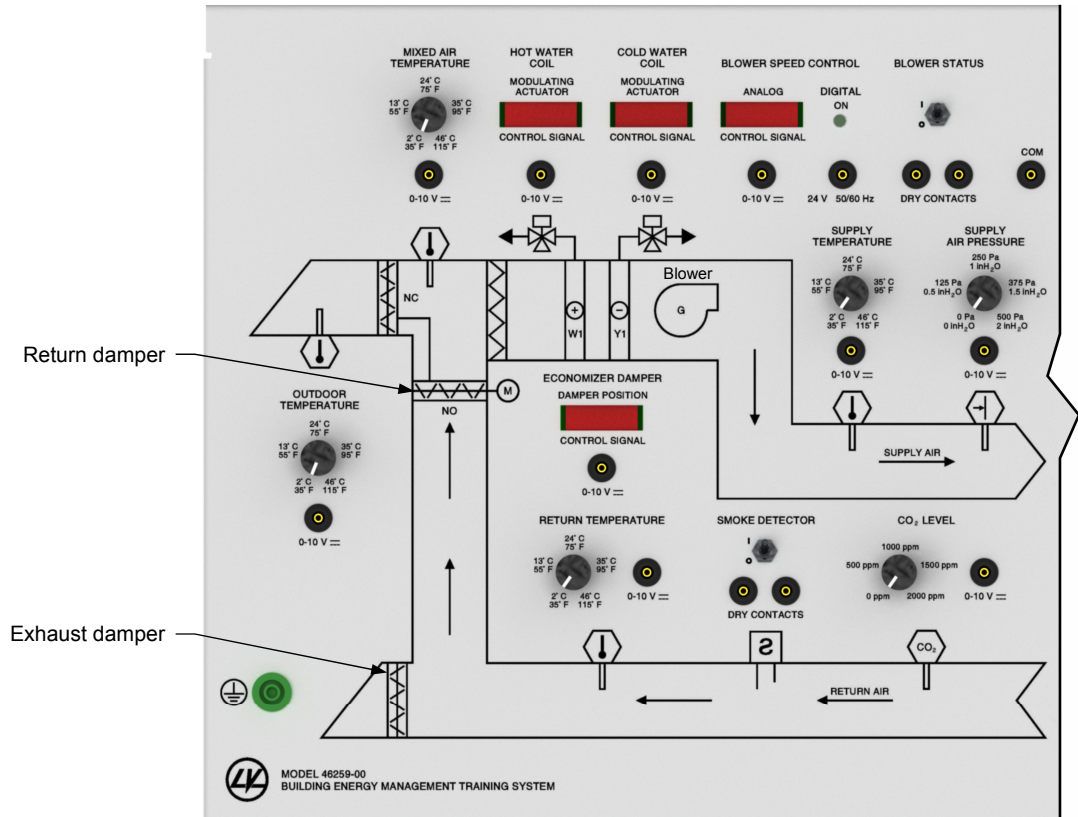 MIXED AIR
TEMPERATURE
24° C
75° F
13° C
55° F
35° C
95° F
2° C
35° F
46° C
115° F
0-10 V
HOT WATER
COIL
MODULATING
ACTUATOR
CONTROL SIGNAL
0-10 V
COLD WATER
COIL
MODULATING
ACTUATOR
CONTROL SIGNAL
0-10 V
BLOWER SPEED CONTROL
ANALOG
CONTROL SIGNAL
0-10 V
DIGITAL
ON
24 V 50/60 Hz
BLOWER STATUS
I
O
DRY CONTACTS
COM
SUPPLY
TEMPERATURE
24° C
75° F
13° C
55° F
35° C
95° F
2° C
35° F
46° C
115° F
0-10 V
SUPPLY
AIR PRESSURE
250 Pa
1 inH₂O
125 Pa
0.5 inH₂O
375 Pa
1.5 inH₂O
0 Pa
0 inH₂O
500 Pa
2 inH₂O
0-10 V
NC
W1
Y1
Blower
G
Return damper
M
NO
ECONOMIZER DAMPER
DAMPER POSITION
CONTROL SIGNAL
0-10 V
OUTDOOR
TEMPERATURE
24° C
75° F
13° C
55° F
35° C
95° F
2° C
35° F
46° C
115° F
0-10 V
SUPPLY AIR
RETURN TEMPERATURE
24° C
75° F
13° C
55° F
35° C
95° F
2° C
35° F
46° C
115° F
0-10 V
SMOKE DETECTOR
I
O
DRY CONTACTS
CO₂ LEVEL
1000 ppm
500 ppm
1500 ppm
0 ppm
2000 ppm
0-10 V
Exhaust damper
S
CO₂
RETURN AIR
LV
MODEL 46259-00
BUILDING ENERGY MANAGEMENT TRAINING SYSTEM